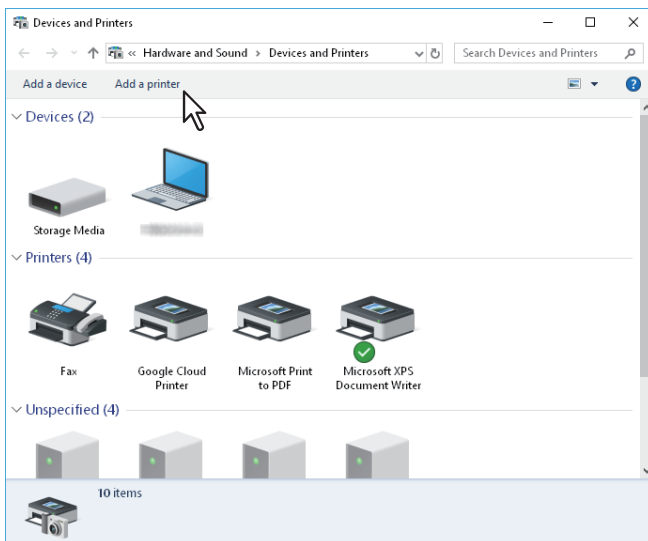 Devices and Printers
« Hardware and Sound › Devices and Printers
Search Devices and Printers
Add a device Add a printer
Devices (2)
Storage Media
Printers (4)
Fax
Google Cloud
Printer
Microsoft Print
to PDF
Microsoft XPS
Document Writer
Unspecified (4)
10 items